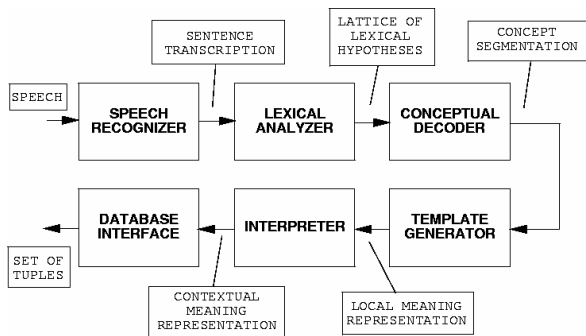 SENTENCE
TRANSCRIPTION
LATTICE OF
LEXICAL
HYPOTHESES
CONCEPT
SEGMENTATION
SPEECH
SPEECH
RECOGNIZER
LEXICAL
ANALYZER
CONCEPTUAL
DECODER
DATABASE
INTERFACE
INTERPRETER
TEMPLATE
GENERATOR
SET OF
TUPLES
CONTEXTUAL
MEANING
REPRESENTATION
LOCAL MEANING
REPRESENTATION